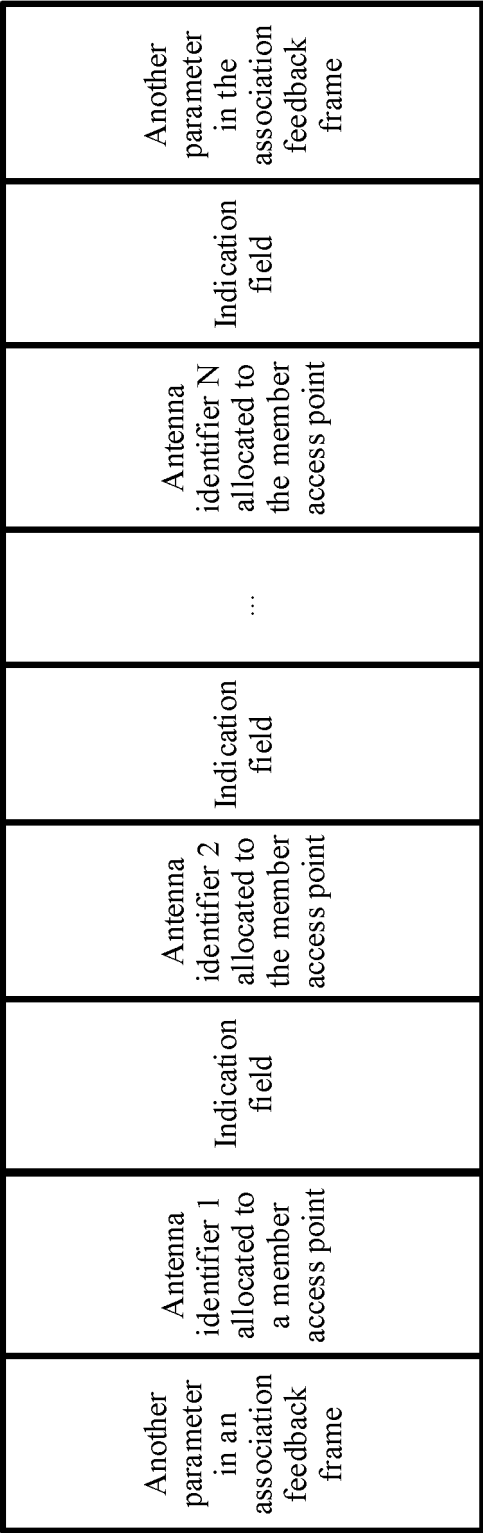 Another
parameter
in an
association
feedback
frame
Antenna
identifier 1
allocated to
a member
access point
Indication
field
Antenna
identifier 2
allocated to
the member
access point
Indication
field
...
Antenna
identifier N
allocated to
the member
access point
Indication
field
Another
parameter
in the
association
feedback
frame